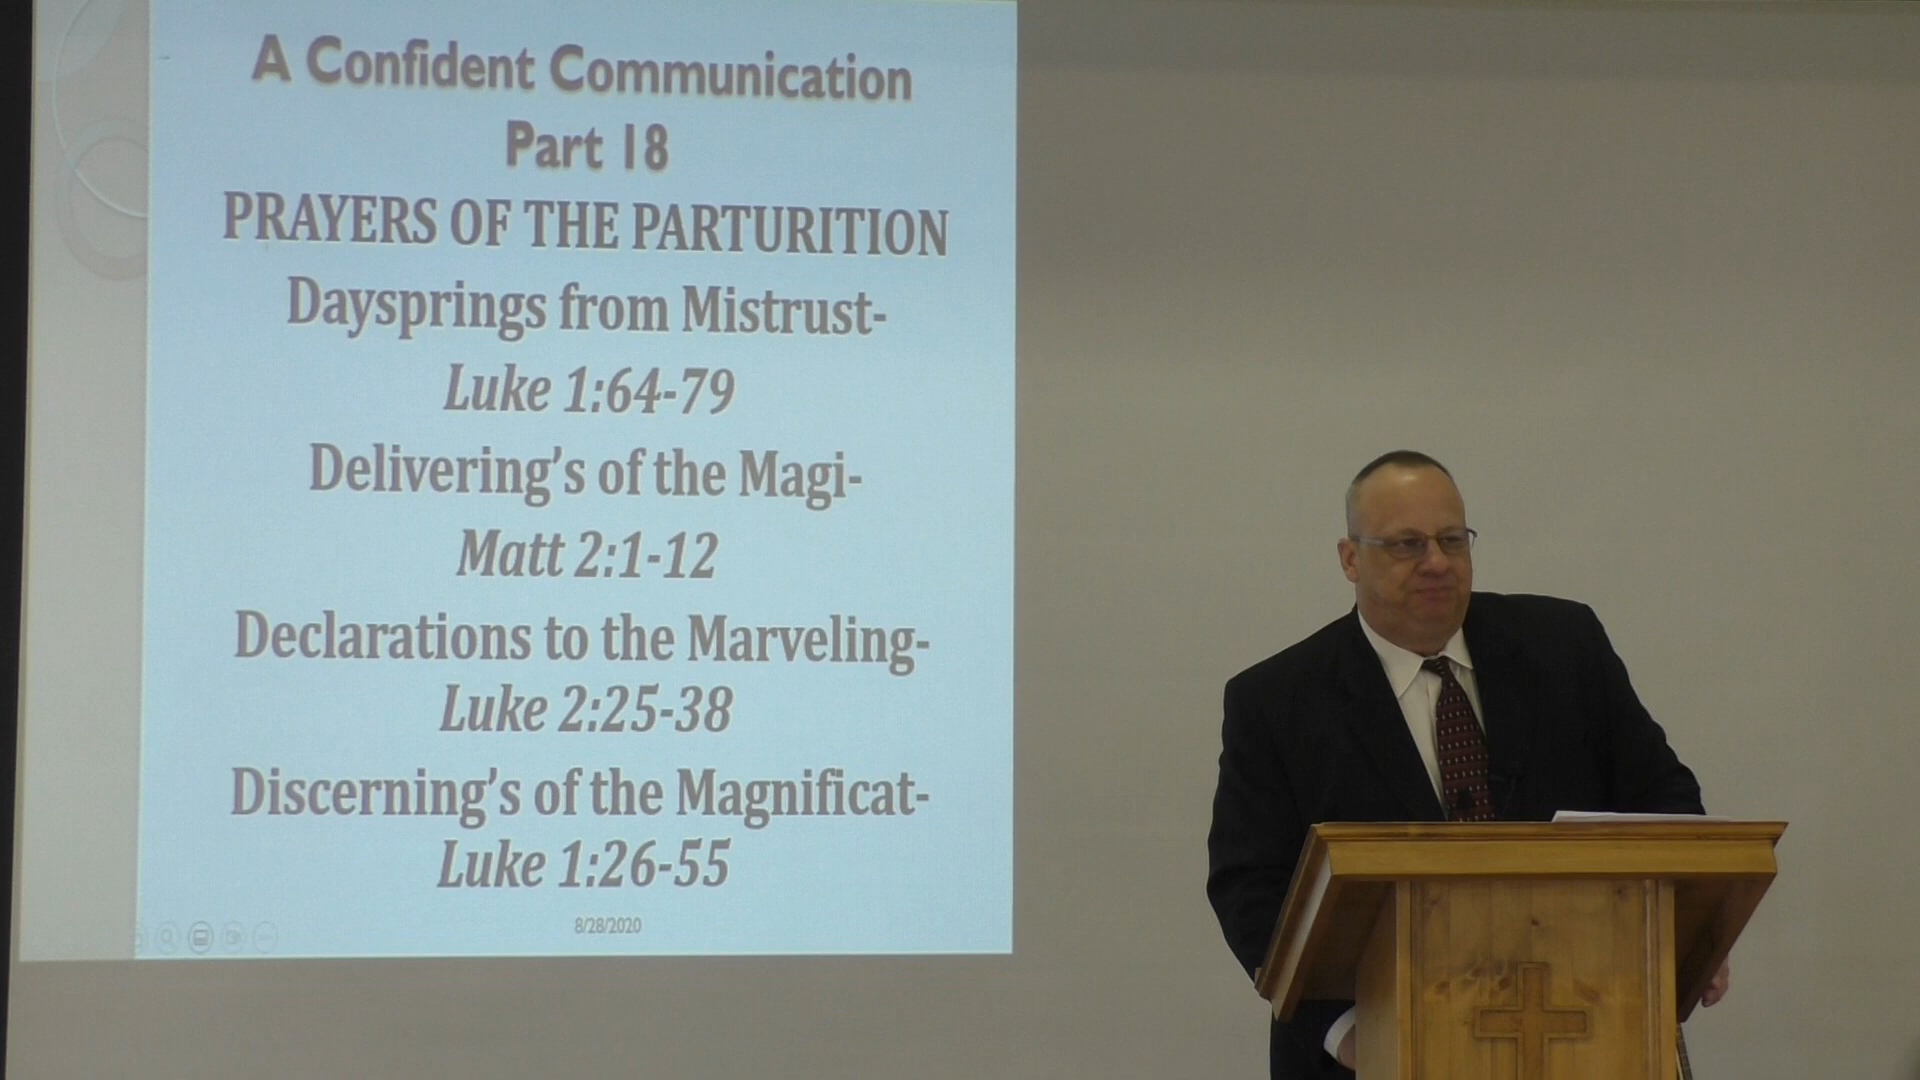 A Confident Communication
Part 18
PRAYERS OF THE PARTURITION
Daysprings from Mistrust-
Luke 1:64-79
Delivering’s of the Magi-
Matt 2:1-12
Declarations to the Marveling-
Luke 2:25-38
Discerning’s of the Magnificat-
Luke 1:26-55
8/28/2020